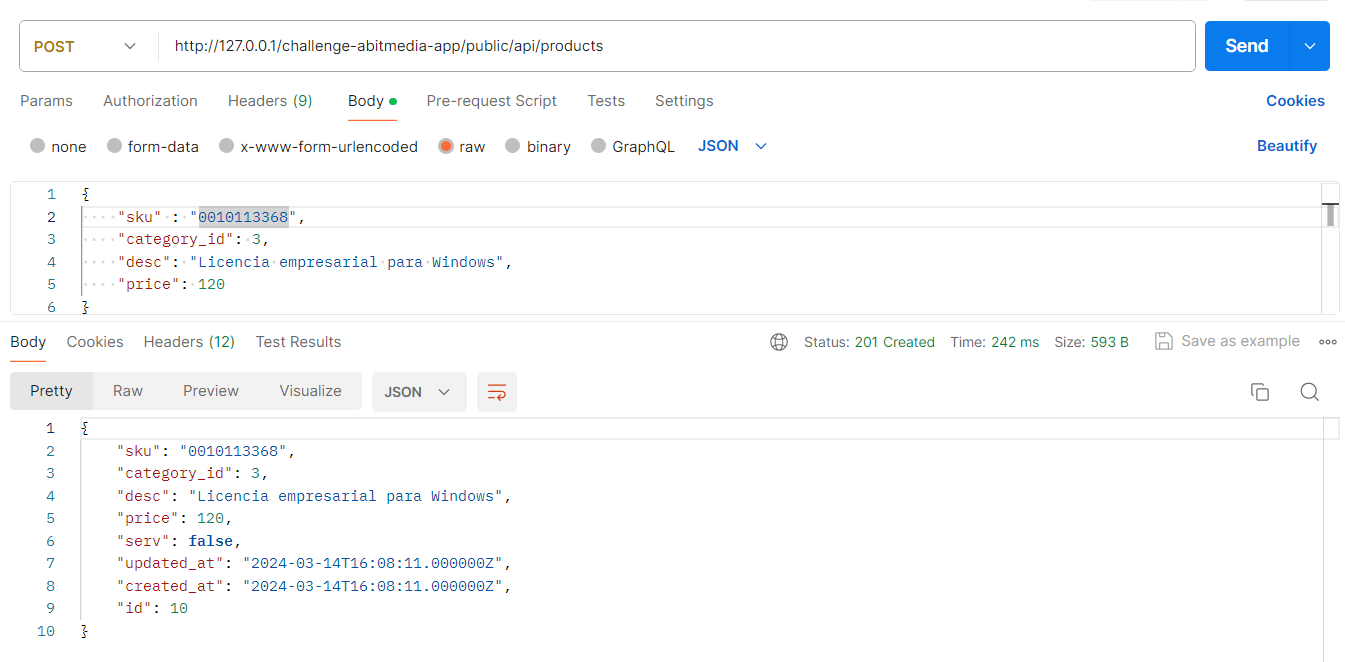 POST http://127.0.0.1/challenge-abitmedia-app/public/api/products Send
Params Authorization Headers (9) Body Pre-request Script Tests Settings Cookies
none form-data x-www-form-urlencoded raw binary GraphQL JSON Beautify
1 {
2 "sku" : "0010113368",
3 "category_id": 3,
4 "desc": "Licencia empresarial para Windows",
5 "price": 120
6 }
Body Cookies Headers (12) Test Results Status: 201 Created Time: 242 ms Size: 593 B Save as example
Pretty Raw Preview Visualize JSON
1 {
2 "sku": "0010113368",
3 "category_id": 3,
4 "desc": "Licencia empresarial para Windows",
5 "price": 120,
6 "serv": false,
7 "updated_at": "2024-03-14T16:08:11.000000Z",
8 "created_at": "2024-03-14T16:08:11.000000Z",
9 "id": 10
10 }